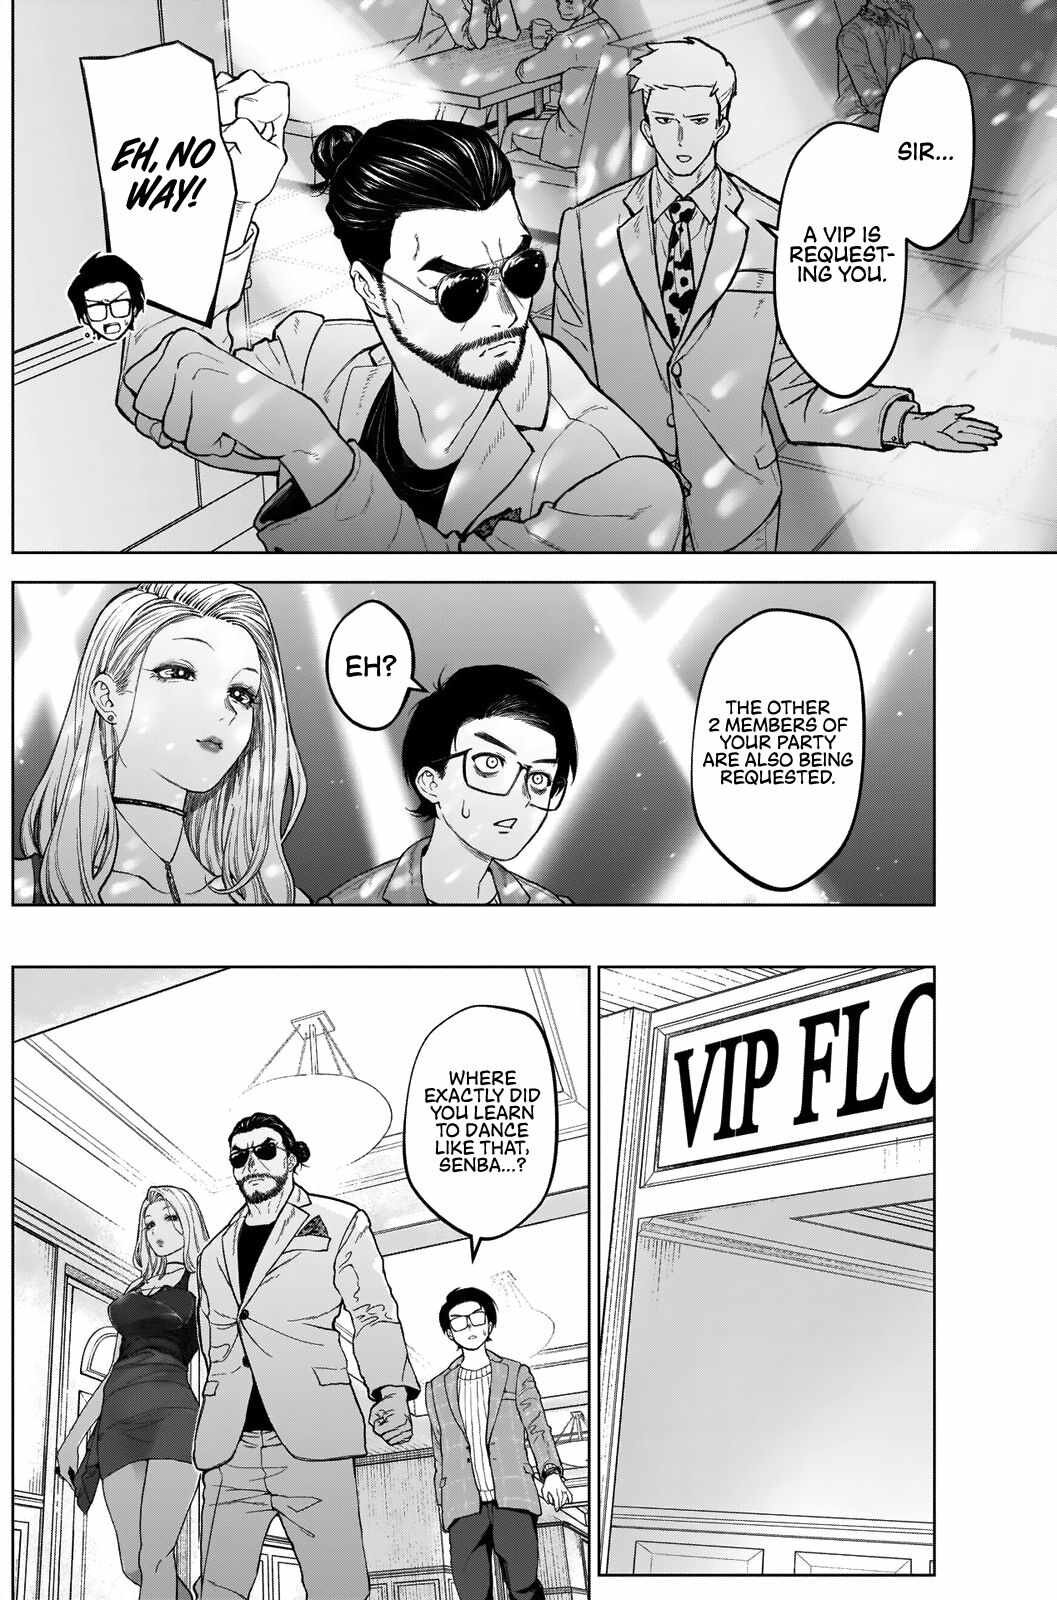 SIR...
A VIP IS
REQUEST-
ING YOU.
EH, NO
WAY!
THE OTHER
2 MEMBERS OF
YOUR PARTY
ARE ALSO BEING
REQUESTED.
EH?
VIP FLO
WHERE
EXACTLY DID
YOU LEARN
TO DANCE
LIKE THAT,
SENBA...?